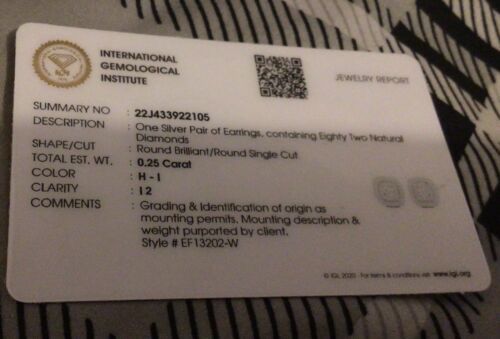 INTERNATIONAL
GEMOLOGICAL
INSTITUTE
JEWELRY REPORT
SUMMARY NO : 22J433922105
DESCRIPTION : One Silver Pair of Earrings, containing Eighty Two Natural
Diamonds
SHAPE/CUT : Round Brilliant/Round Single Cut
TOTAL EST. WT. : 0.25 Carat
COLOR : H - I
CLARITY : I 2
COMMENTS : Grading & Identification of origin as
mounting permits. Mounting description &
weight purported by client.
Style # EF13202-W
© IGI, 2020 - For terms & conditions visit: www.igi.org